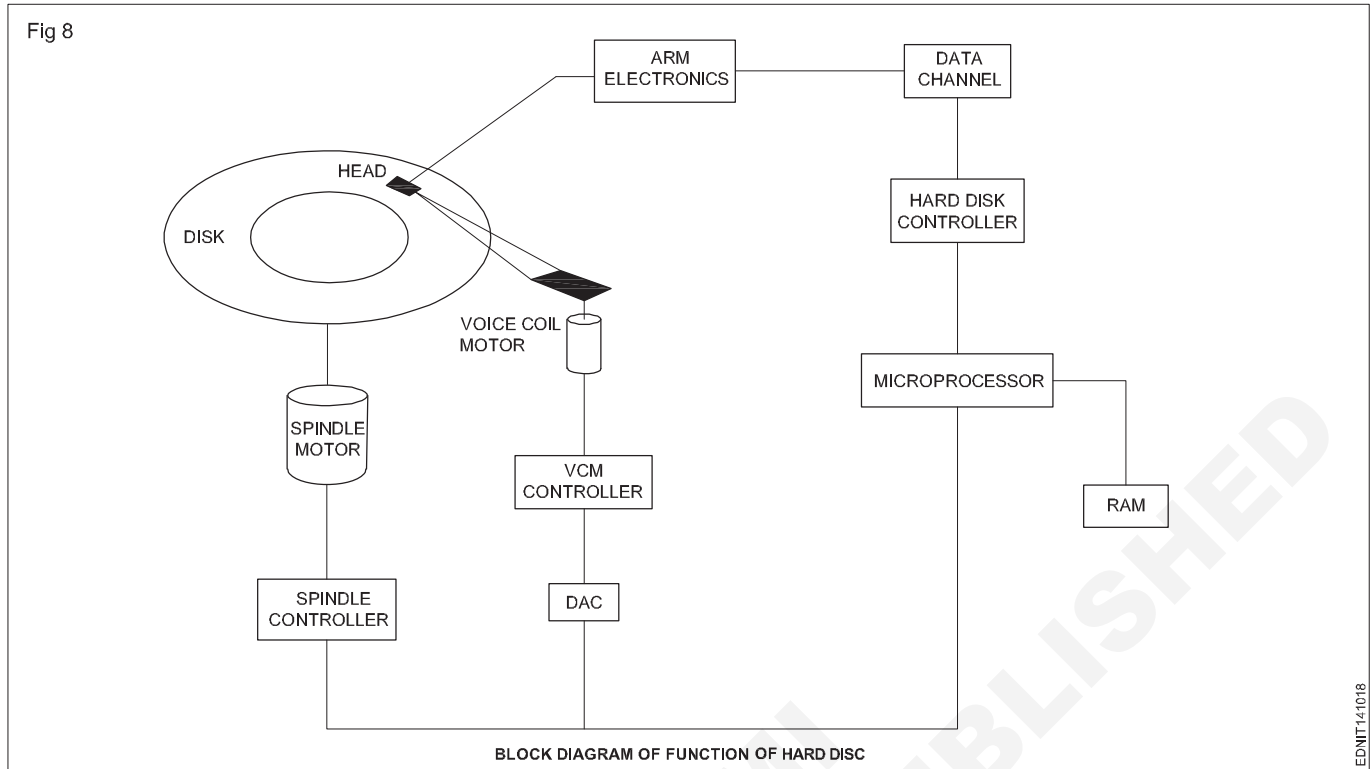 Fig 8
ARM
ELECTRONICS
DATA
CHANNEL
HEAD
DISK
HARD DISK
CONTROLLER
VOICE COIL
MOTOR
MICROPROCESSOR
SPINDLE
MOTOR
VCM
CONTROLLER
RAM
SPINDLE
CONTROLLER
DAC
BLOCK DIAGRAM OF FUNCTION OF HARD DISC
EDNIT141018